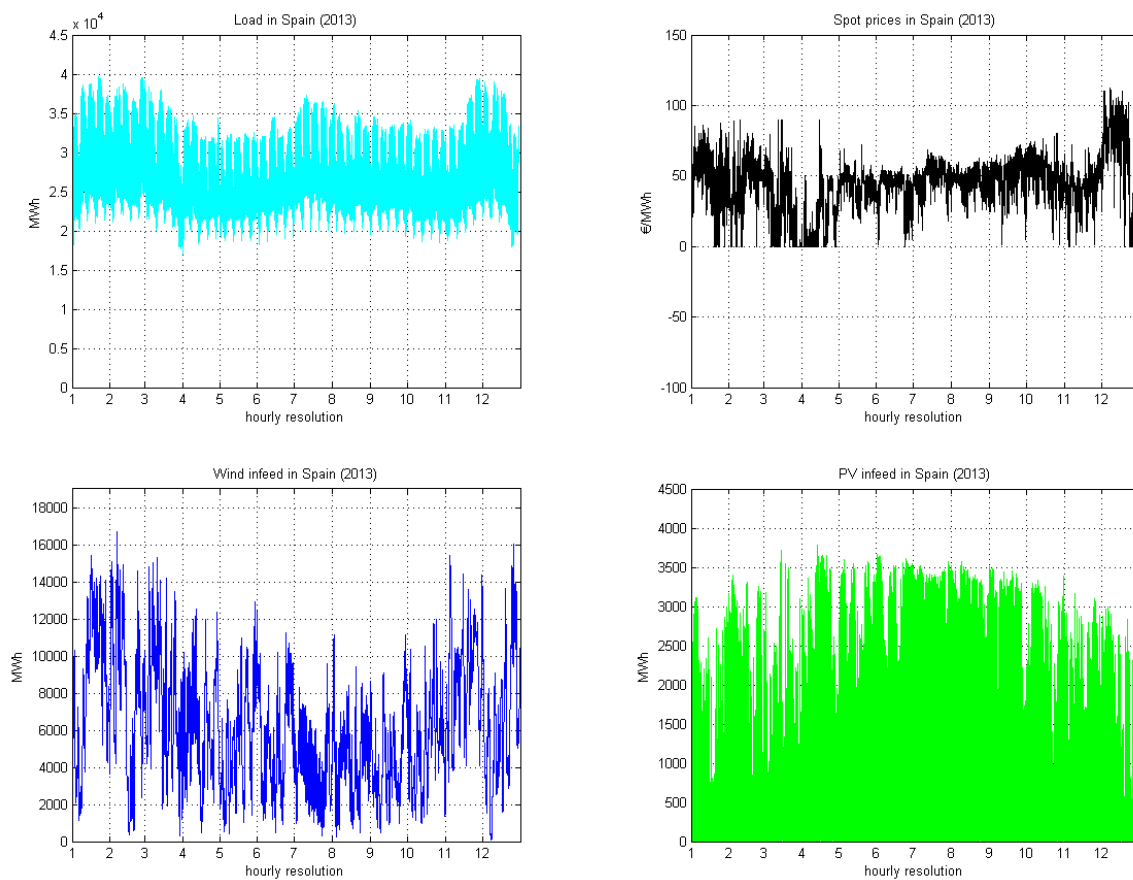 Load in Spain (2013)
x 10⁴
4.5
4
3.5
3
2.5
2
1.5
1
0.5
0
MWh
1 2 3 4 5 6 7 8 9 10 11 12
hourly resolution
Spot prices in Spain (2013)
150
100
50
0
-50
-100
€/MWh
1 2 3 4 5 6 7 8 9 10 11 12
hourly resolution
Wind infeed in Spain (2013)
18000
16000
14000
12000
10000
8000
6000
4000
2000
0
MWh
1 2 3 4 5 6 7 8 9 10 11 12
hourly resolution
PV infeed in Spain (2013)
4500
4000
3500
3000
2500
2000
1500
1000
500
0
MWh
1 2 3 4 5 6 7 8 9 10 11 12
hourly resolution